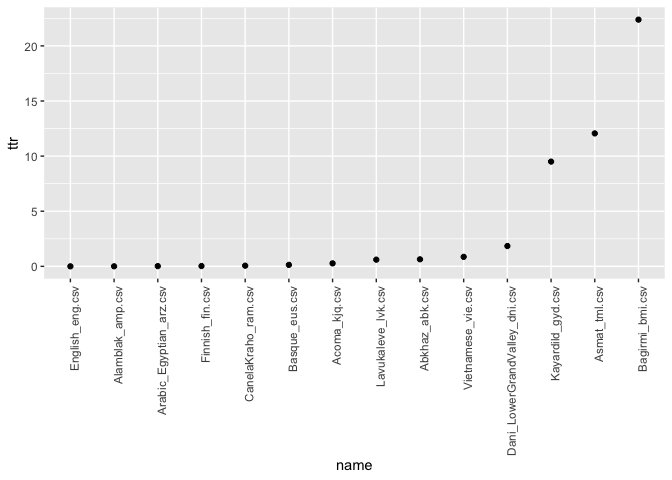 ttr
20
15
10
5
0
English_eng.csv
Alamblak_amp.csv
Arabic_Egyptian_arz.csv
Finnish_fin.csv
CanelaKraho_ram.csv
Basque_eus.csv
Acoma_kjq.csv
Lavukaleve_lvk.csv
Abkhaz_abk.csv
Vietnamese_vie.csv
Dani_LowerGrandValley_dni.csv
Kayardild_gyd.csv
Asmat_tml.csv
Bagirmi_bmi.csv
name